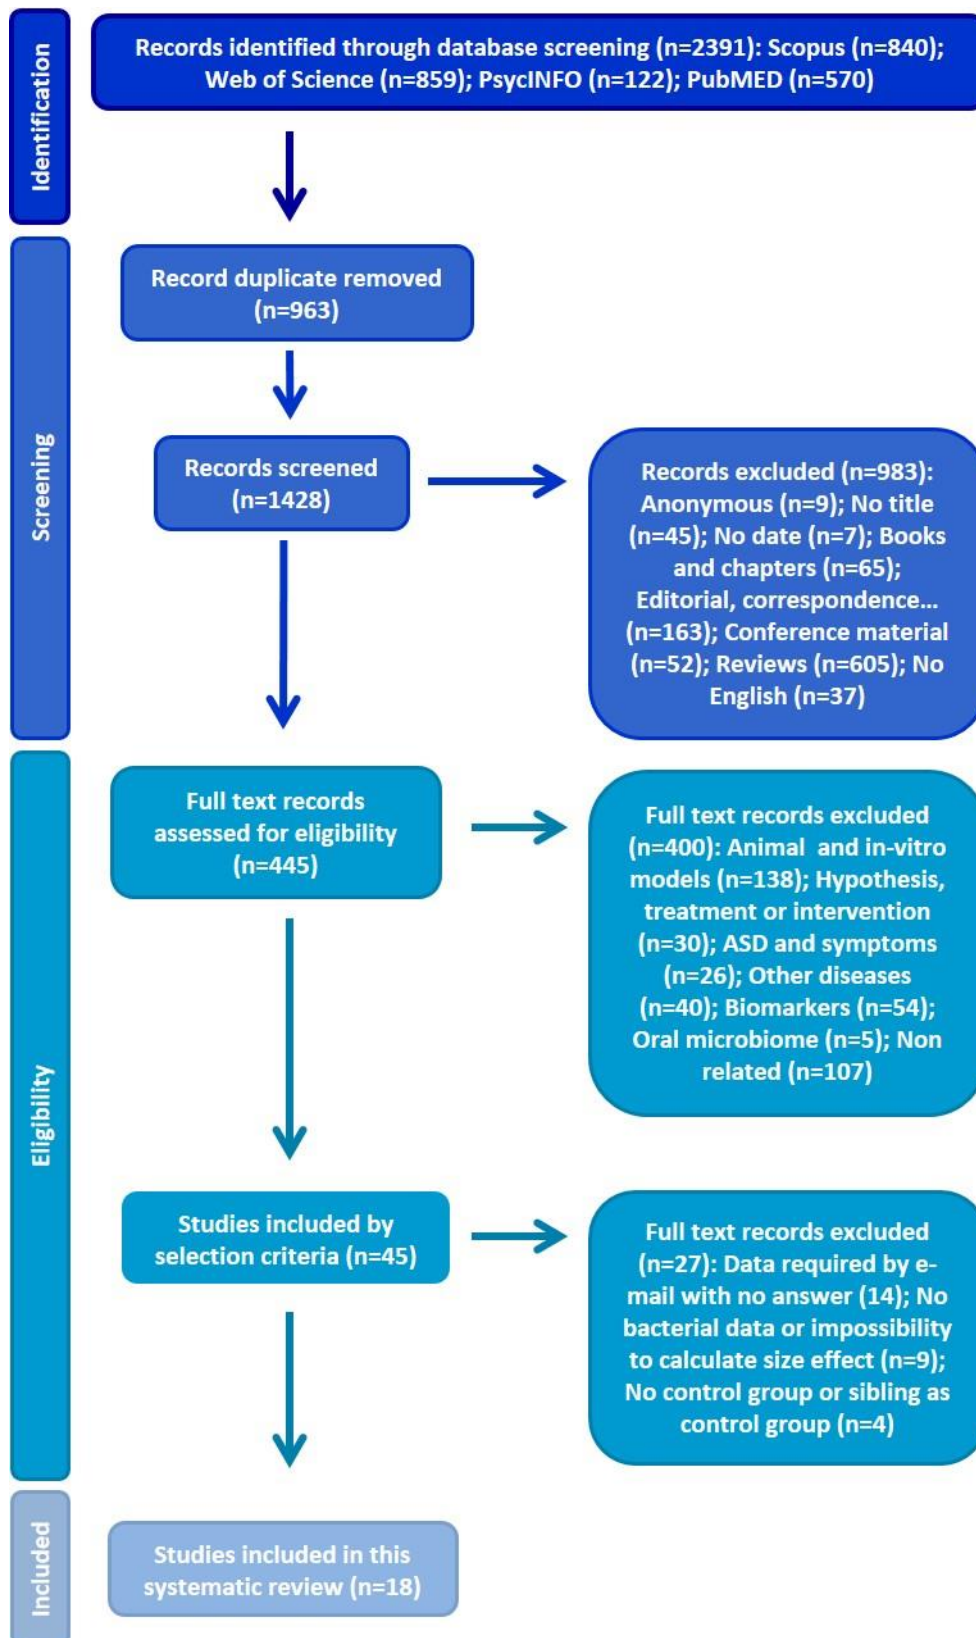 Identification
Records identified through database screening (n=2391): Scopus (n=840);
Web of Science (n=859); PsycINFO (n=122); PubMED (n=570)
Screening
Record duplicate removed
(n=963)
Records screened
(n=1428)
Records excluded (n=983):
Anonymous (n=9); No title
(n=45); No date (n=7); Books
and chapters (n=65);
Editorial, correspondence...
(n=163); Conference material
(n=52); Reviews (n=605); No
English (n=37)
Eligibility
Full text records
assessed for eligibility
(n=445)
Full text records excluded
(n=400): Animal and in-vitro
models (n=138); Hypothesis,
treatment or intervention
(n=30); ASD and symptoms
(n=26); Other diseases
(n=40); Biomarkers (n=54);
Oral microbiome (n=5); Non
related (n=107)
Studies included by
selection criteria (n=45)
Full text records excluded
(n=27): Data required by e-
mail with no answer (14); No
bacterial data or impossibility
to calculate size effect (n=9);
No control group or sibling as
control group (n=4)
Included
Studies included in this
systematic review (n=18)